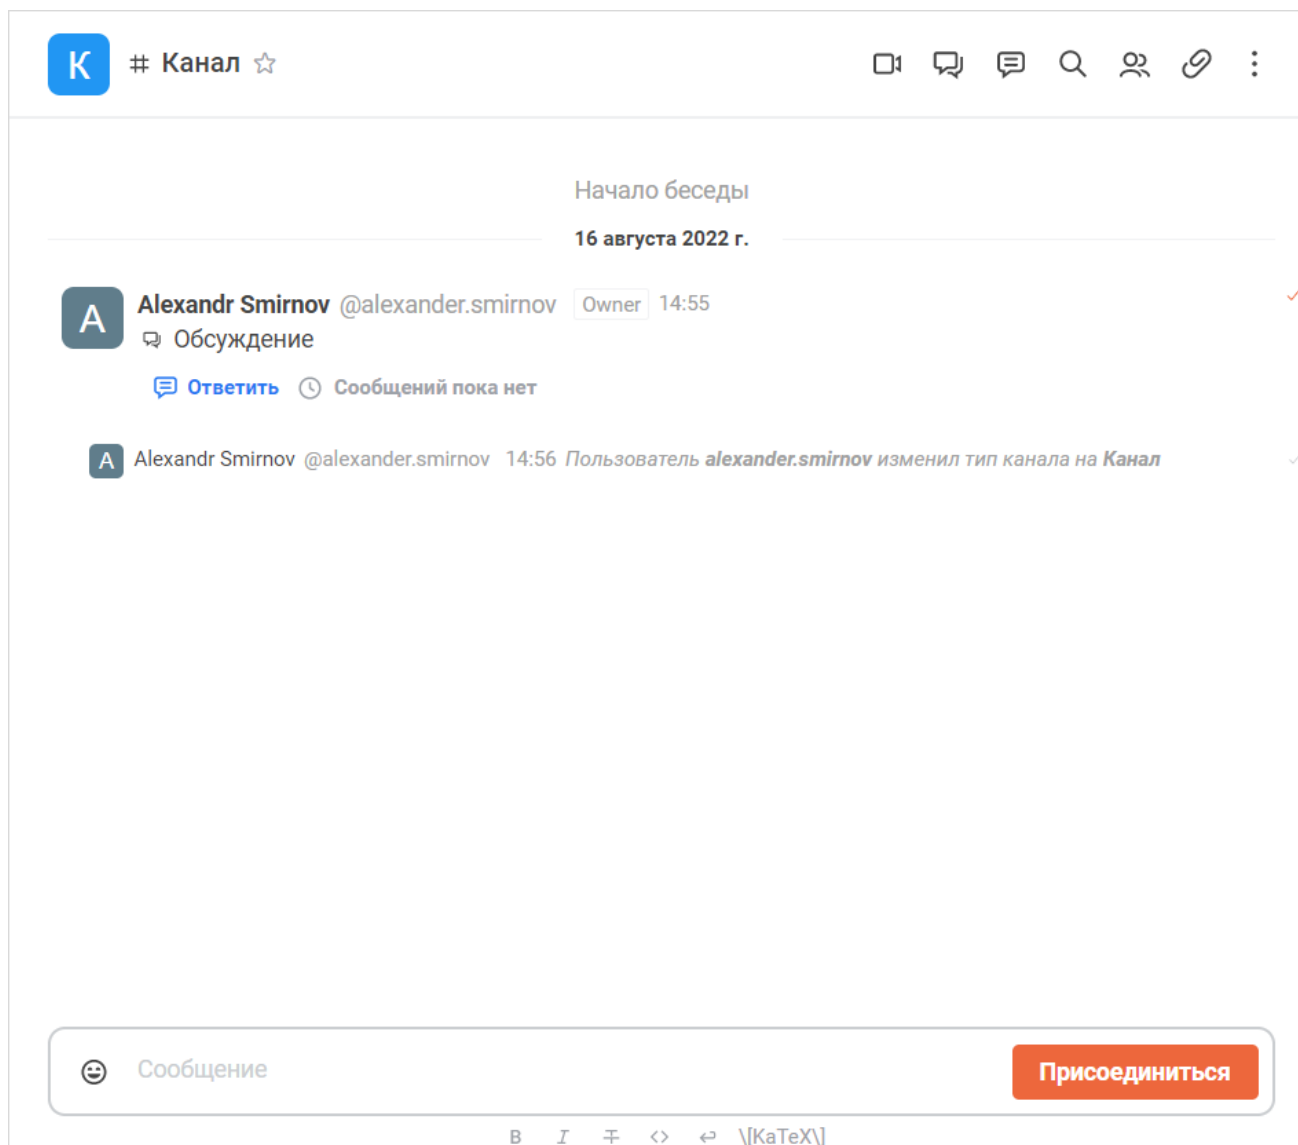 К # Канал
Начало беседы
16 августа 2022 г.
A Alexandr Smirnov @alexander.smirnov Owner 14:55
Обсуждение
Ответить Сообщений пока нет
A Alexandr Smirnov @alexander.smirnov 14:56 Пользователь alexander.smirnov изменил тип канала на Канал
Сообщение Присоединиться
B I T <> \[KaTeX\]